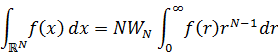 ∫_{ℝ^N} f(x) dx = NW_N ∫_0^∞ f(r)r^{N−1}dr